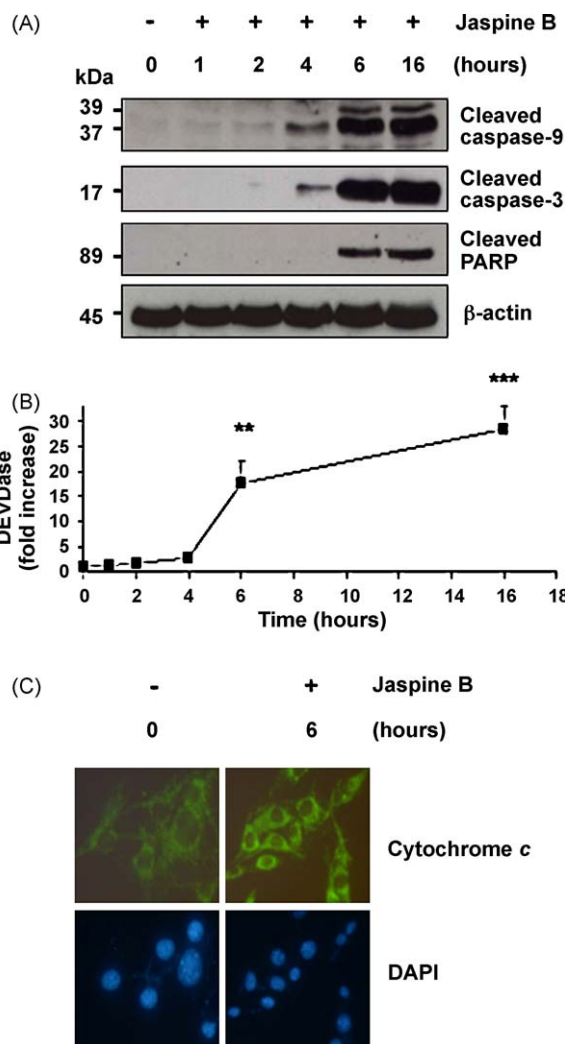 (A)
- + + + + + Jaspine B
0 1 2 4 6 16 (hours)
kDa
39
37
Cleaved
caspase-9
17
Cleaved
caspase-3
89
Cleaved
PARP
45
β-actin
(B)
DEVDase
(fold increase)
30
25
20
15
10
5
0
**
***
0 2 4 6 8 10 12 14 16 18
Time (hours)
(C)
- + Jaspine B
0 6 (hours)
Cytochrome c
DAPI